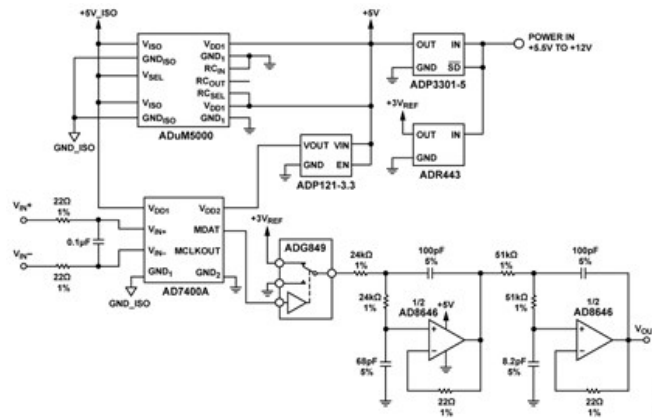 +5V_ISO
+5V
VISO
GNDISO
VSEL
VISO
GNDISO
VDD1
GND1
RCIN
RCOUT
RCSEL
VDD1
GND1
ADuM5000
GND_ISO
OUT IN
GND SD
ADP3301-5
POWER IN
+5.5V TO +12V
+3VREF
OUT IN
GND
ADR443
VOUT VIN
GND EN
ADP121-3.3
VIN+
22Ω
1%
0.1µF
VIN−
22Ω
1%
VDD1
VIN+
VIN−
GND1
VDD2
MDAT
MCLKOUT
GND2
AD7400A
GND_ISO
+3VREF
ADG849
24kΩ
1%
100pF
5%
51kΩ
1%
100pF
5%
24kΩ
1%
1/2
AD8646
+5V
51kΩ
1%
1/2
AD8646
VOU
68pF
5%
22Ω
1%
8.2pF
5%
22Ω
1%